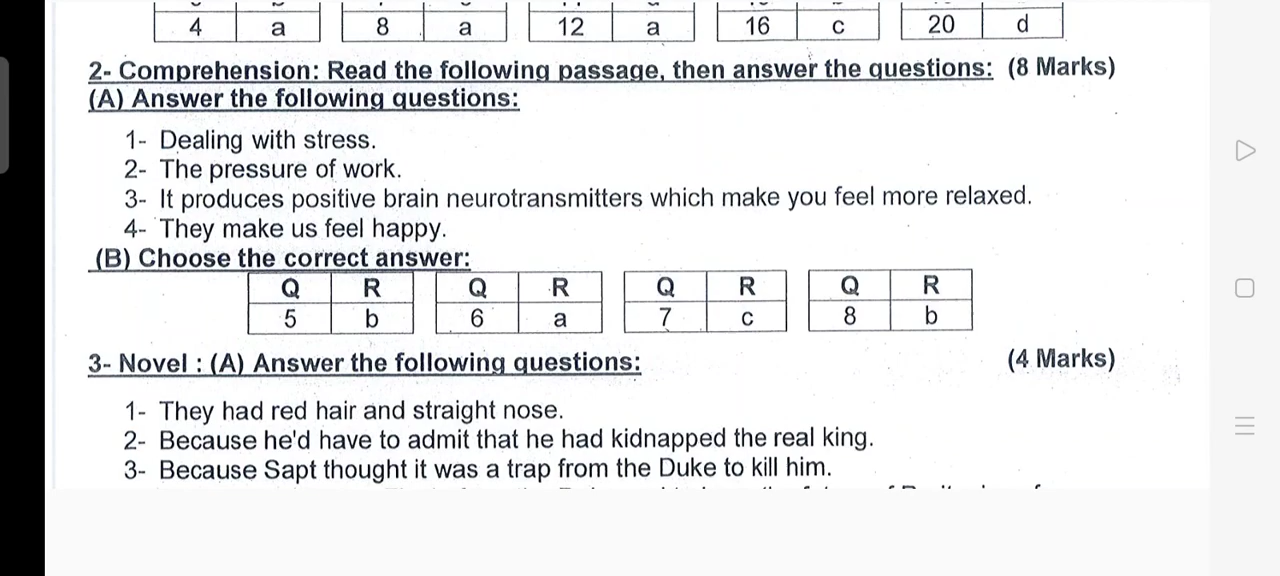 4 a 8 a 12 a 16 c 20 d
2- Comprehension: Read the following passage, then answer the questions: (8 Marks)
(A) Answer the following questions:
1- Dealing with stress.
2- The pressure of work.
3- It produces positive brain neurotransmitters which make you feel more relaxed.
4- They make us feel happy.
(B) Choose the correct answer:
Q R Q R Q R Q R
5 b 6 a 7 c 8 b
3- Novel : (A) Answer the following questions: (4 Marks)
1- They had red hair and straight nose.
2- Because he'd have to admit that he had kidnapped the real king.
3- Because Sapt thought it was a trap from the Duke to kill him.